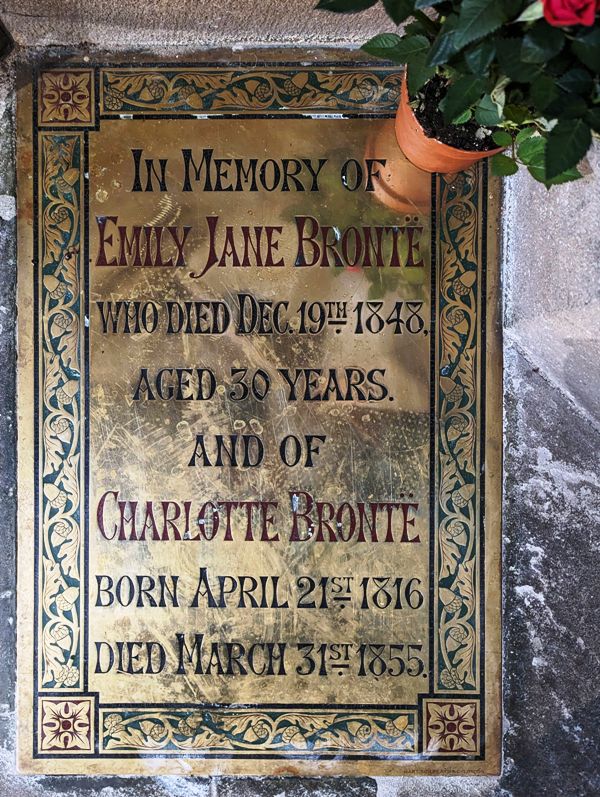 IN MEMORY OF
EMILY JANE BRONTË
WHO DIED DEC. 19TH 1848,
AGED 30 YEARS.
AND OF
CHARLOTTE BRONTË
BORN APRIL 21ST 1816
DIED MARCH 31ST 1855.